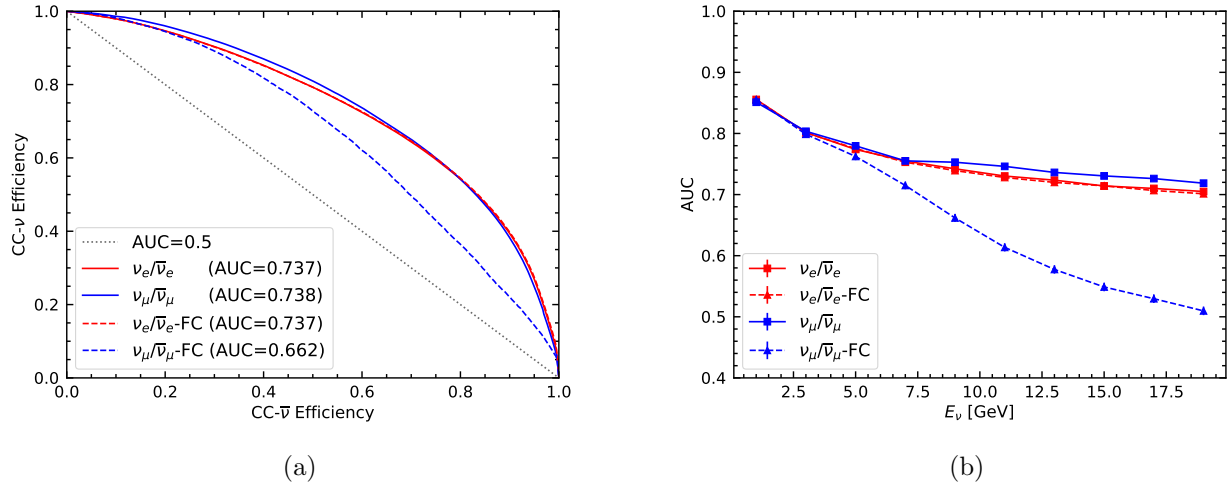 1.0
0.8
0.6
0.4
0.2
0.0
CC-ν Efficiency
AUC=0.5
νe/ν̅e (AUC=0.737)
νμ/ν̅μ (AUC=0.738)
νe/ν̅e-FC (AUC=0.737)
νμ/ν̅μ-FC (AUC=0.662)
0.0 0.2 0.4 0.6 0.8 1.0
CC-ν̅ Efficiency
(a)
1.0
0.9
0.8
0.7
0.6
0.5
0.4
AUC
νe/ν̅e
νe/ν̅e-FC
νμ/ν̅μ
νμ/ν̅μ-FC
2.5 5.0 7.5 10.0 12.5 15.0 17.5
Eν [GeV]
(b)